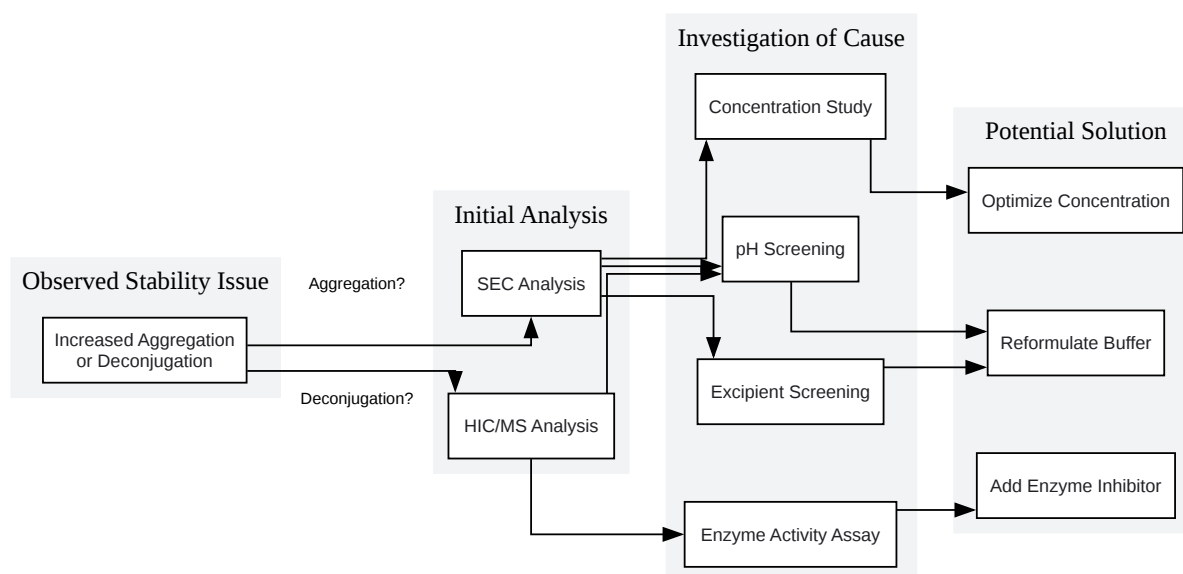 Observed Stability Issue
Increased Aggregation
or Deconjugation
Aggregation?
Deconjugation?
Initial Analysis
SEC Analysis
HIC/MS Analysis
Investigation of Cause
Concentration Study
pH Screening
Excipient Screening
Enzyme Activity Assay
Potential Solution
Optimize Concentration
Reformulate Buffer
Add Enzyme Inhibitor